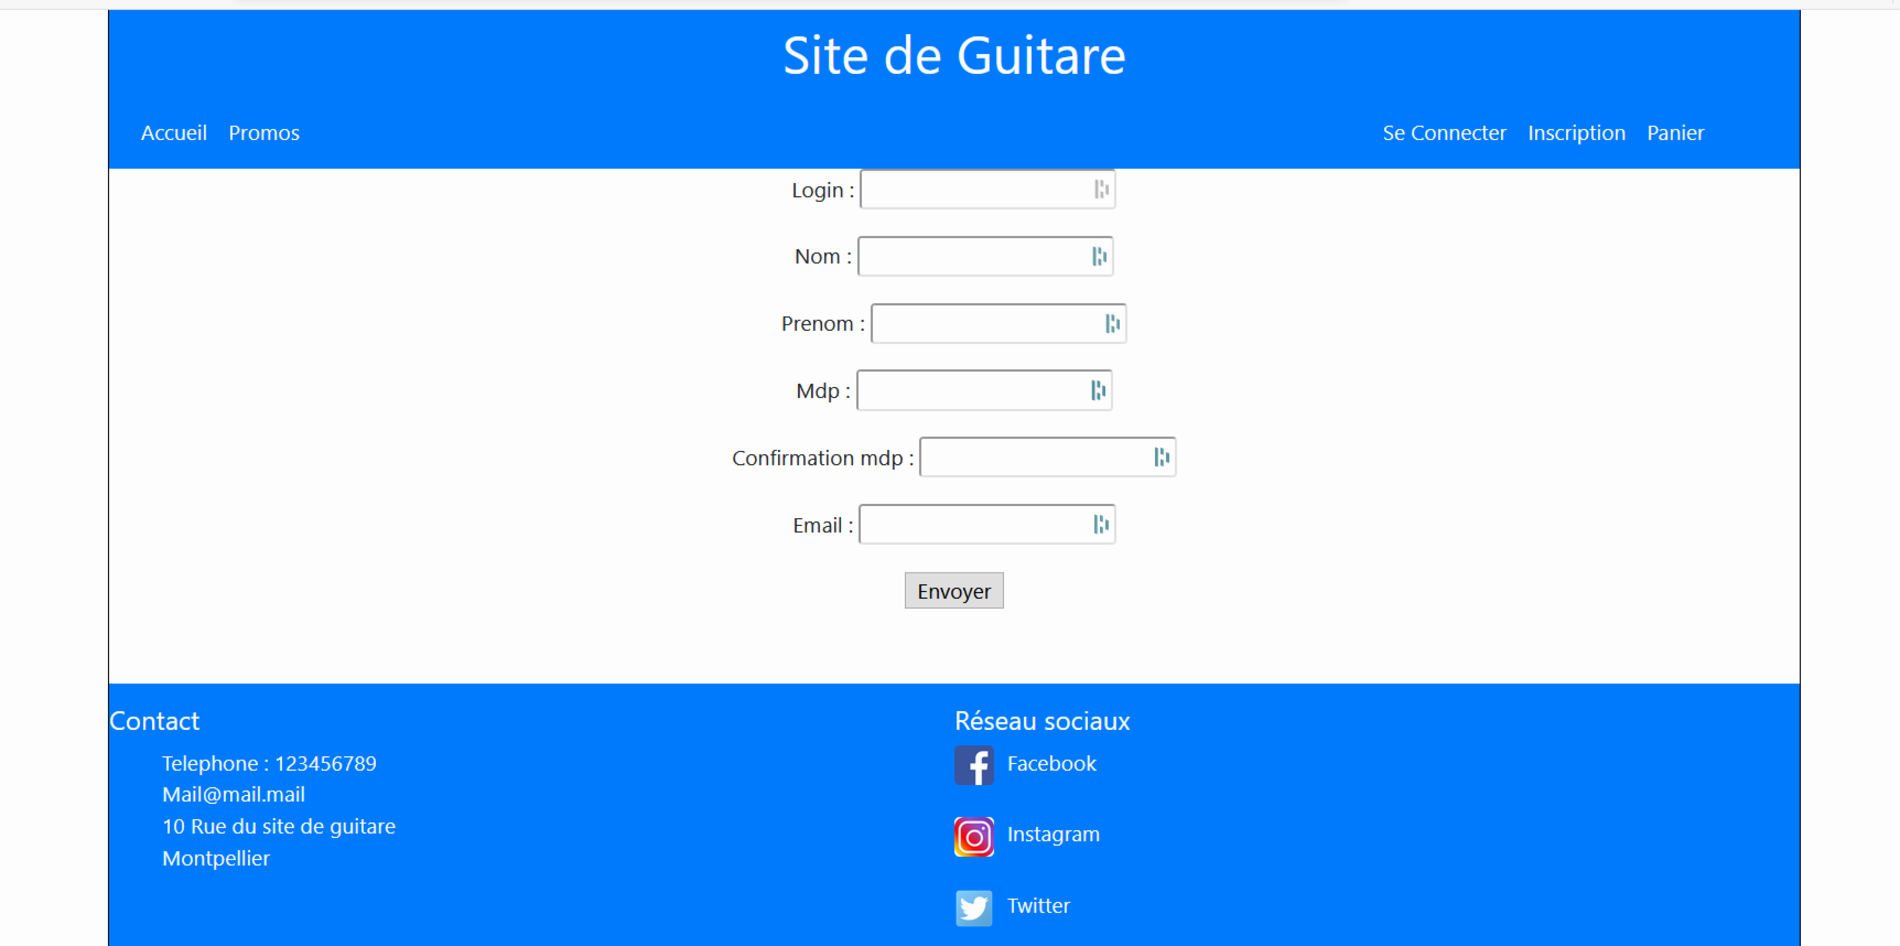 Site de Guitare
Accueil Promos Se Connecter Inscription Panier
Login :
Nom :
Prenom :
Mdp :
Confirmation mdp :
Email :
Envoyer
Contact
Telephone : 123456789
Mail@mail.mail
10 Rue du site de guitare
Montpellier
Réseau sociaux
Facebook
Instagram
Twitter